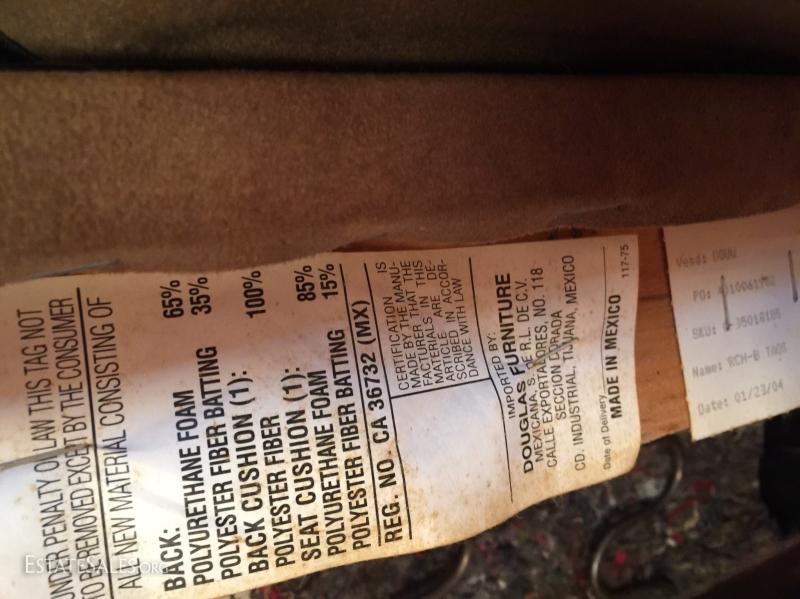 UNDER PENALTY OF LAW THIS TAG NOT
TO BE REMOVED EXCEPT BY THE CONSUMER
ALL NEW MATERIAL CONSISTING OF
BACK:
POLYURETHANE FOAM 65%
POLYESTER FIBER BATTING 35%
BACK CUSHION (1):
POLYESTER FIBER 100%
SEAT CUSHION (1):
POLYURETHANE FOAM 85%
POLYESTER FIBER BATTING 15%
REG. NO. CA 36732 (MX)
CERTIFICATION IS
MADE BY THE MANU-
FACTURER THAT THE
MATERIALS IN THIS
ARTICLE ARE DE-
SCRIBED IN ACCOR-
DANCE WITH LAW
IMPORTED BY:
DOUGLAS FURNITURE
MEXICANA, S. DE R.L. DE C.V.
CALLE EXPORTADORES, NO. 118
SECCION DORADA
CD. INDUSTRIAL, TIJUANA, MEXICO
Date of Delivery
MADE IN MEXICO
117-75
Vend:
PO:
SKU: 35018185
Name: RCH-B
Date: 01/23/04
ESTATESALES.ORG